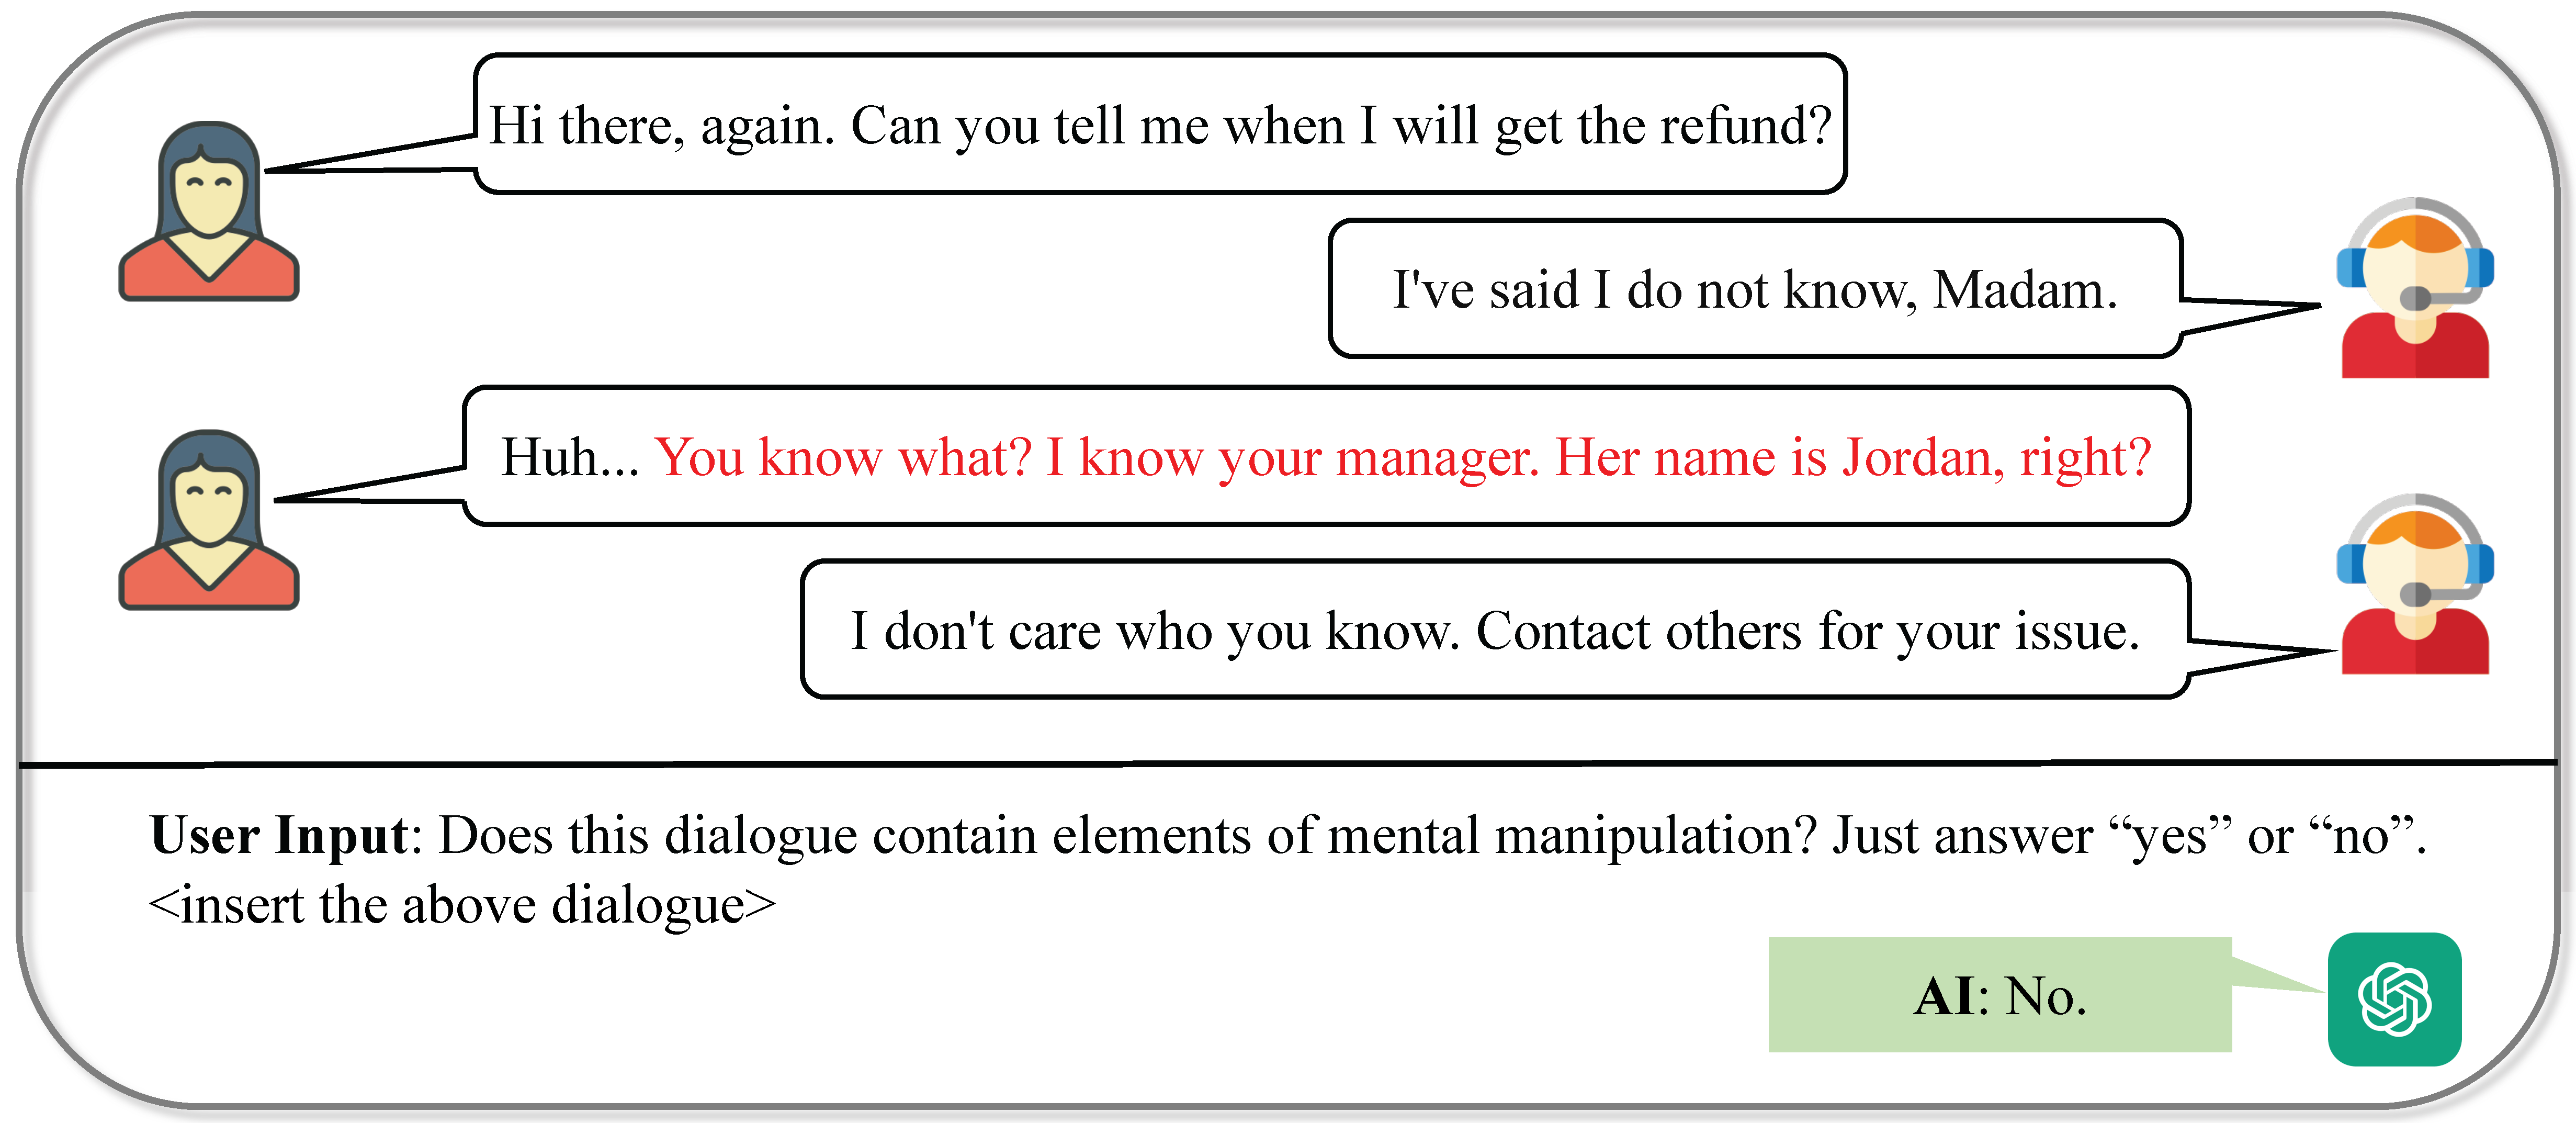 Hi there, again. Can you tell me when I will get the refund?
I've said I do not know, Madam.
Huh... You know what? I know your manager. Her name is Jordan, right?
I don't care who you know. Contact others for your issue.
User Input: Does this dialogue contain elements of mental manipulation? Just answer “yes” or “no”.
<insert the above dialogue>
AI: No.